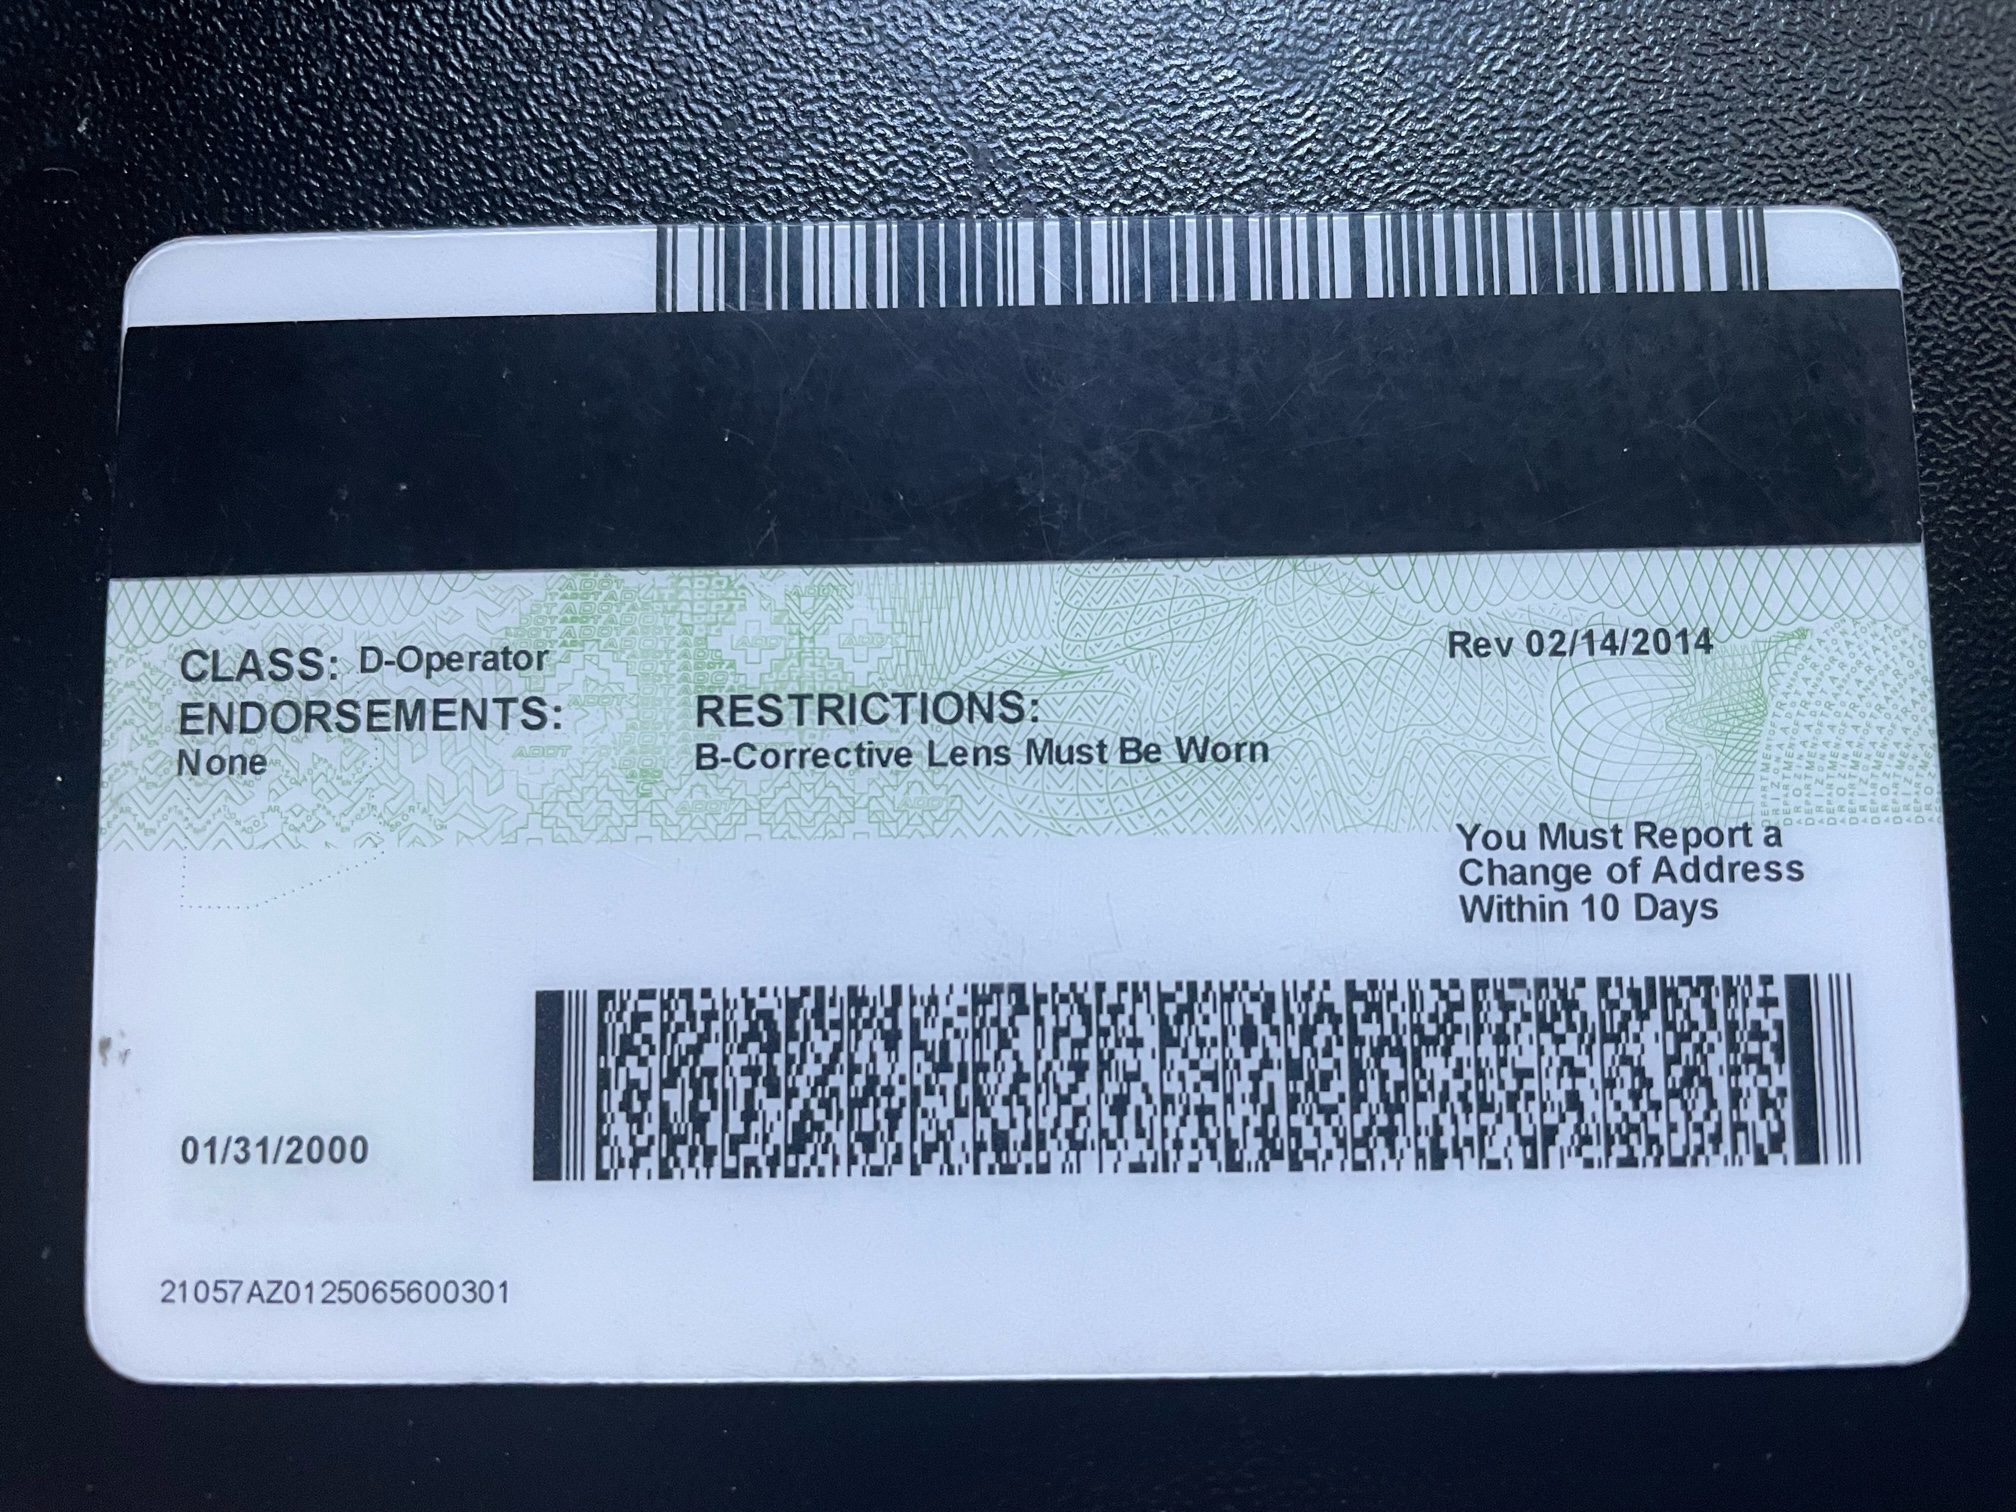 CLASS: D-Operator
Rev 02/14/2014
ENDORSEMENTS:
None
RESTRICTIONS:
B-Corrective Lens Must Be Worn
You Must Report a
Change of Address
Within 10 Days
01/31/2000
21057AZ0125065600301